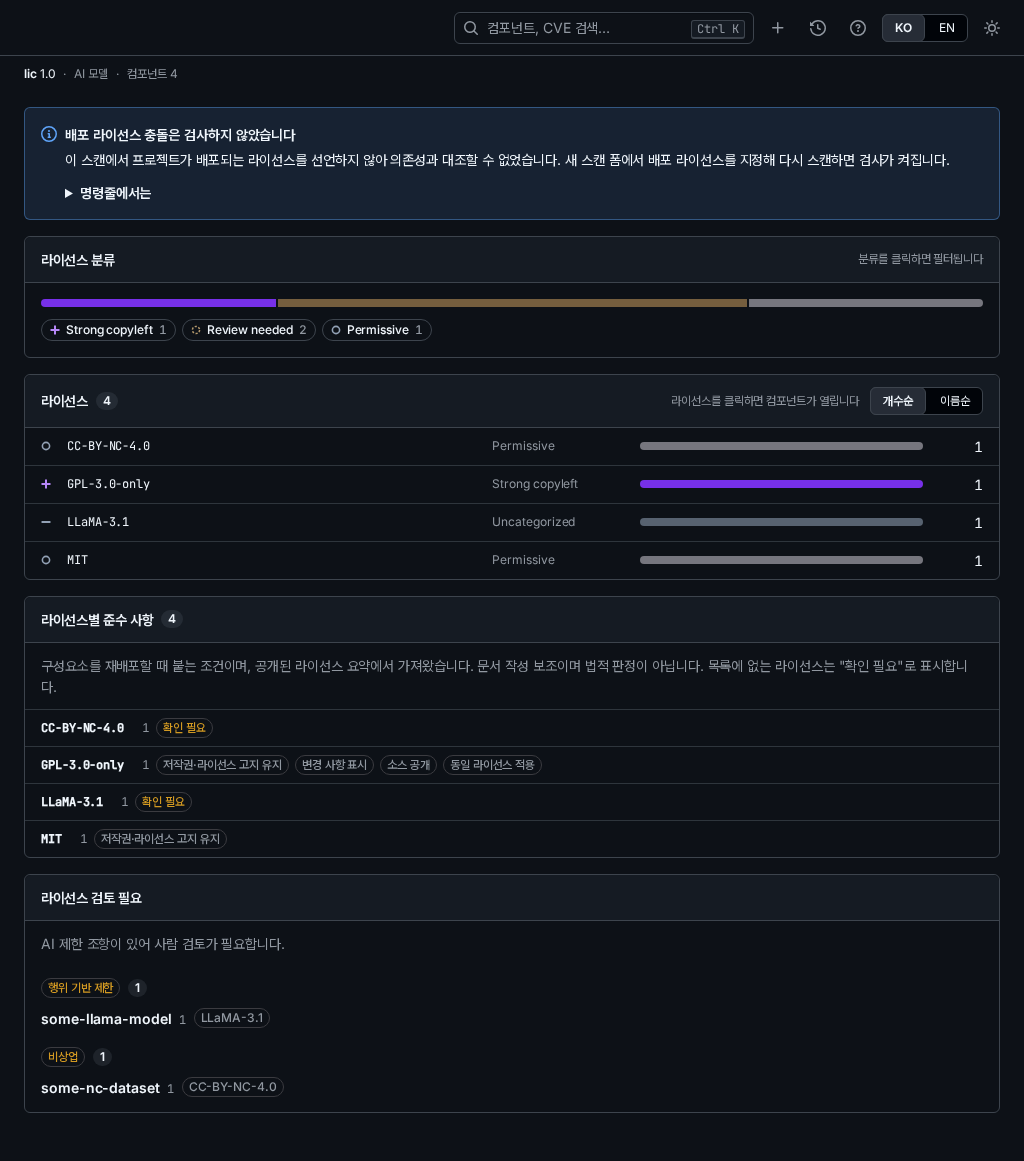 컴포넌트, CVE 검색... Ctrl K KO EN
lic 1.0 · AI 모델 · 컴포넌트 4
배포 라이선스 충돌은 검사하지 않았습니다
이 스캔에서 프로젝트가 배포되는 라이선스를 선언하지 않아 의존성과 대조할 수 없었습니다. 새 스캔 폼에서 배포 라이선스를 지정해 다시 스캔하면 검사가 켜집니다.
명령줄에서는
라이선스 분류 분류를 클릭하면 필터됩니다
Strong copyleft 1 Review needed 2 Permissive 1
라이선스 4 라이선스를 클릭하면 컴포넌트가 열립니다 개수순 이름순
CC-BY-NC-4.0 Permissive 1
GPL-3.0-only Strong copyleft 1
LLaMA-3.1 Uncategorized 1
MIT Permissive 1
라이선스별 준수 사항 4
구성요소를 재배포할 때 붙는 조건이며, 공개된 라이선스 요약에서 가져왔습니다. 문서 작성 보조이며 법적 판정이 아닙니다. 목록에 없는 라이선스는 "확인 필요"로 표시합니
다.
CC-BY-NC-4.0 1 확인 필요
GPL-3.0-only 1 저작권·라이선스 고지 유지 변경 사항 표시 소스 공개 동일 라이선스 적용
LLaMA-3.1 1 확인 필요
MIT 1 저작권·라이선스 고지 유지
라이선스 검토 필요
AI 제한 조항이 있어 사람 검토가 필요합니다.
행위 기반 제한 1
some-llama-model 1 LLaMA-3.1
비상업 1
some-nc-dataset 1 CC-BY-NC-4.0